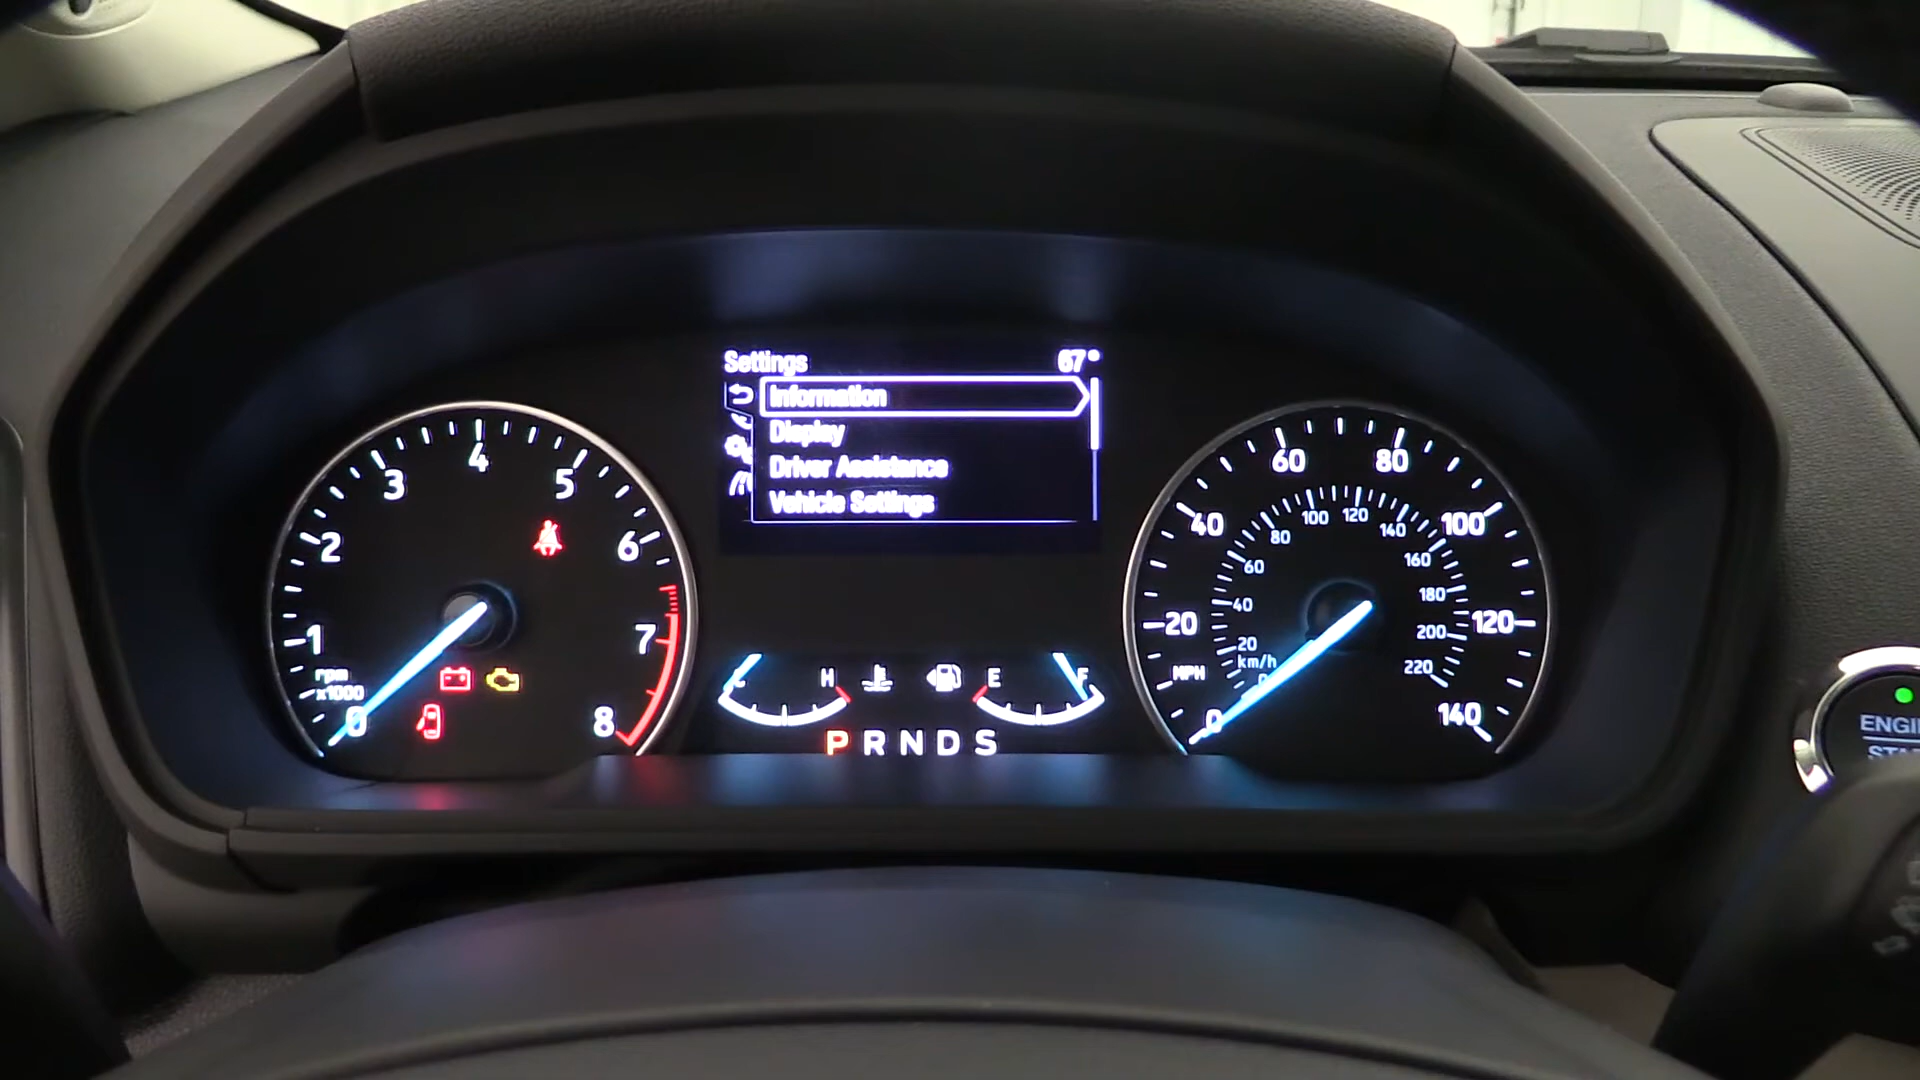 Settings 67°
Information
Display
Driver Assistance
Vehicle Settings
0 1 2 3 4 5 6 7 8
rpm
x1000
C H
E F
P R N D S
0 20 40 60 80 100 120 140
MPH
20 40 60 80 100 120 140 160 180 200 220
km/h
0
ENGI